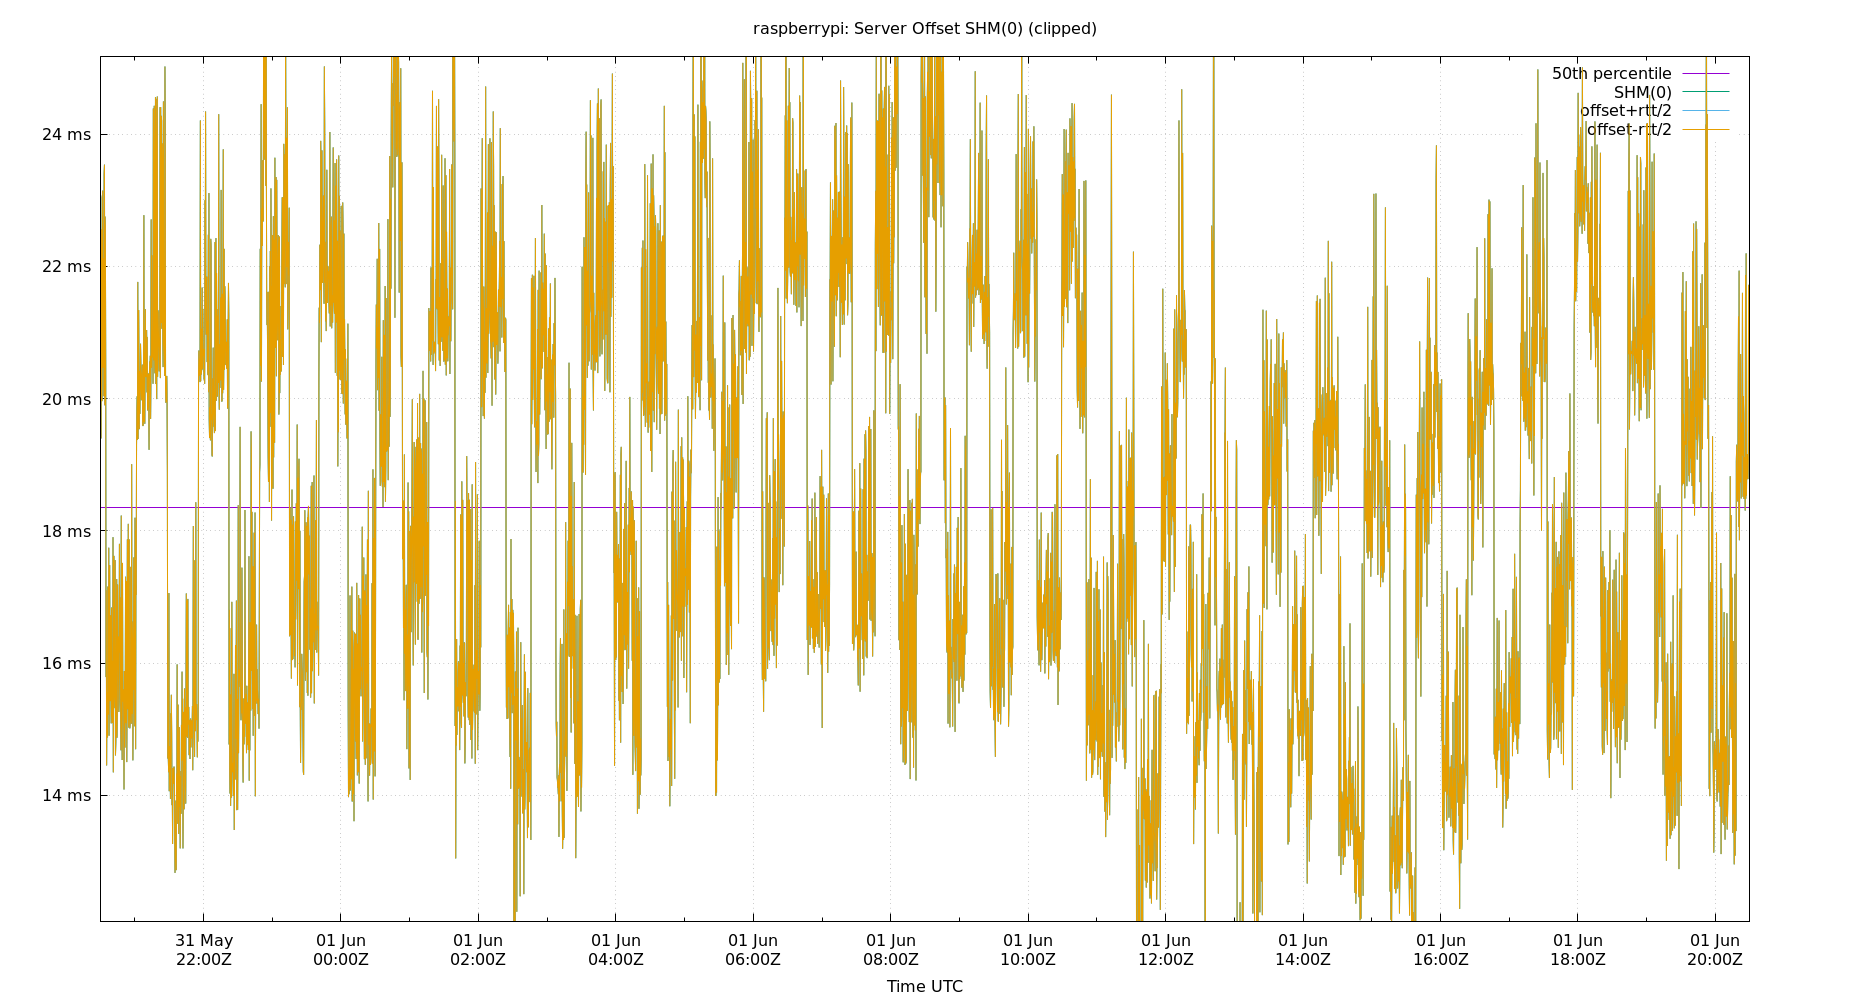 raspberrypi: Server Offset SHM(0) (clipped)
50th percentile
SHM(0)
offset+rtt/2
offset-rtt/2
24 ms
22 ms
20 ms
18 ms
16 ms
14 ms
31 May 01 Jun 01 Jun 01 Jun 01 Jun 01 Jun 01 Jun 01 Jun 01 Jun 01 Jun 01 Jun 01 Jun
22:00Z 00:00Z 02:00Z 04:00Z 06:00Z 08:00Z 10:00Z 12:00Z 14:00Z 16:00Z 18:00Z 20:00Z
Time UTC